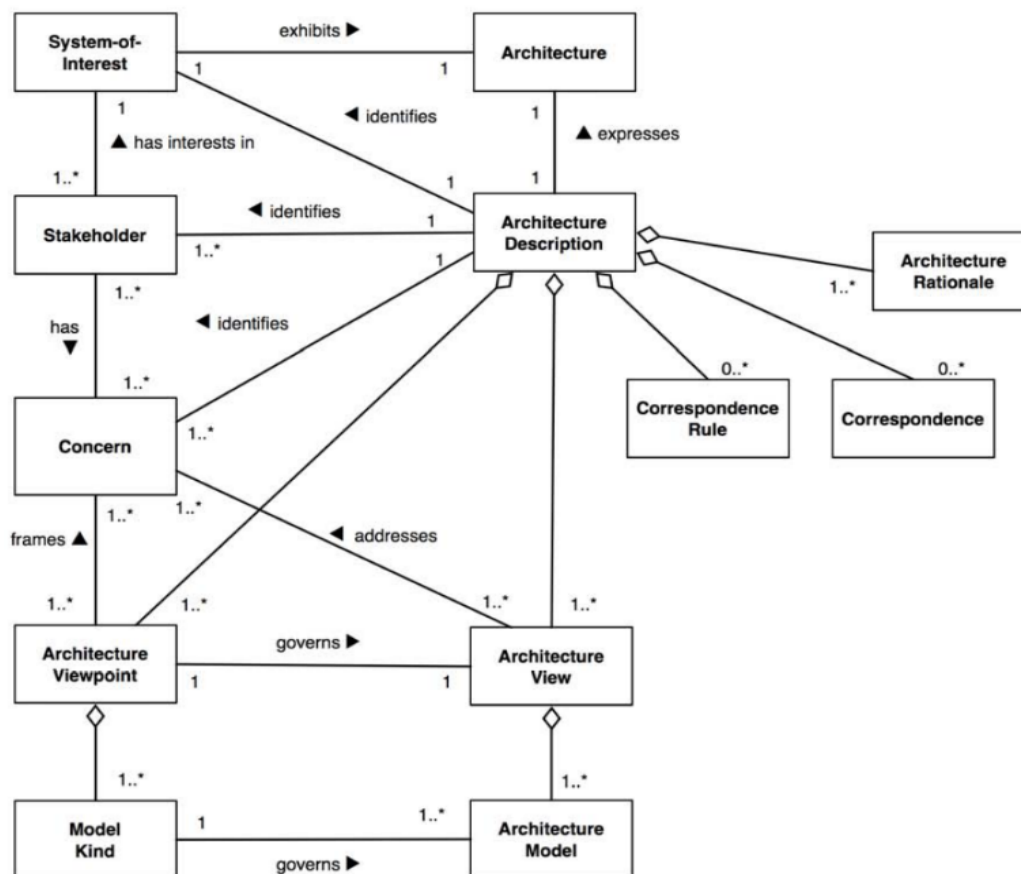 System-of-
Interest
exhibits ▶
Architecture
1
1
1
◀ identifies
1
▲ has interests in
▲ expresses
1..*
1
1
Stakeholder
◀ identifies
1
1..*
Architecture
Description
Architecture
Rationale
1..*
1..*
1
has
▼
◀ identifies
1..*
0..*
0..*
Concern
1..*
Correspondence
Rule
Correspondence
1..*
1..*
frames ▲
◀ addresses
1..*
1..*
1..*
1..*
Architecture
Viewpoint
governs ▶
1
1
Architecture
View
1..*
1..*
Model
Kind
1
1..*
governs ▶
Architecture
Model